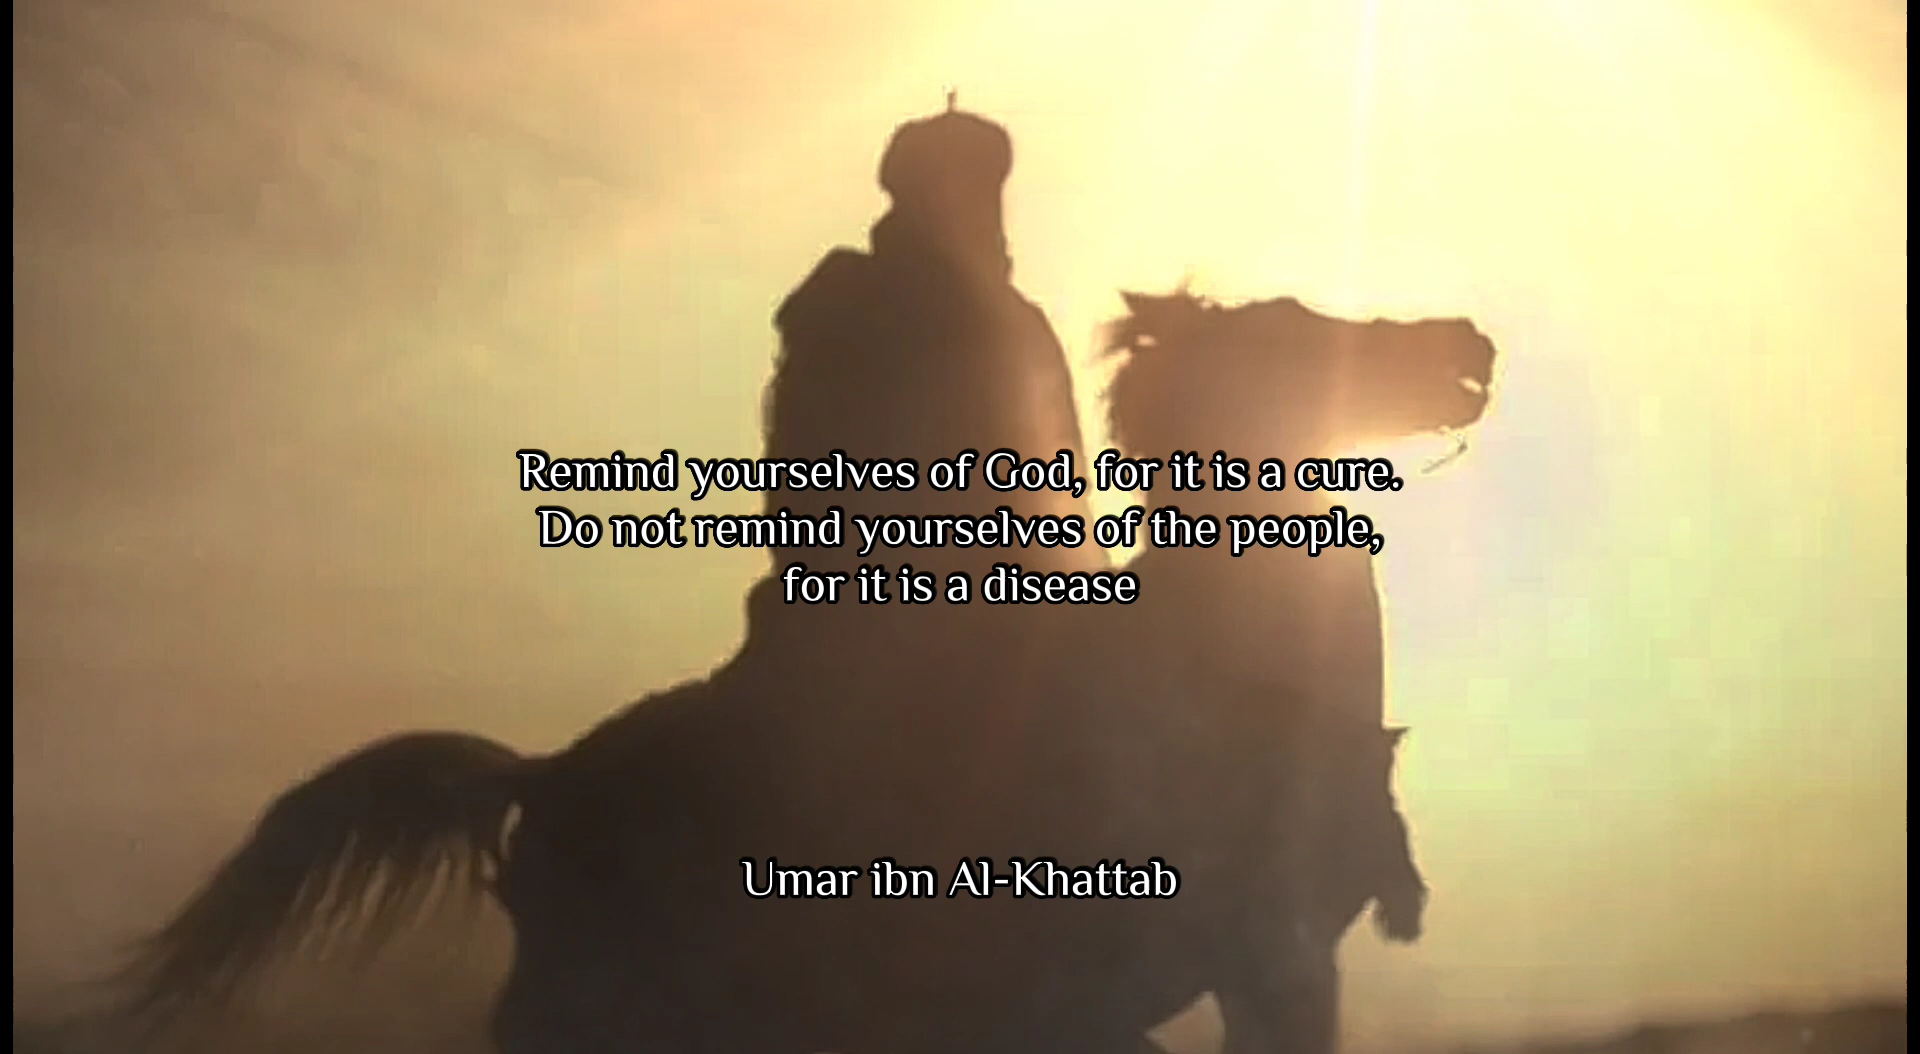 Remind yourselves of God, for it is a cure.
Do not remind yourselves of the people,
for it is a disease
Umar ibn Al-Khattab